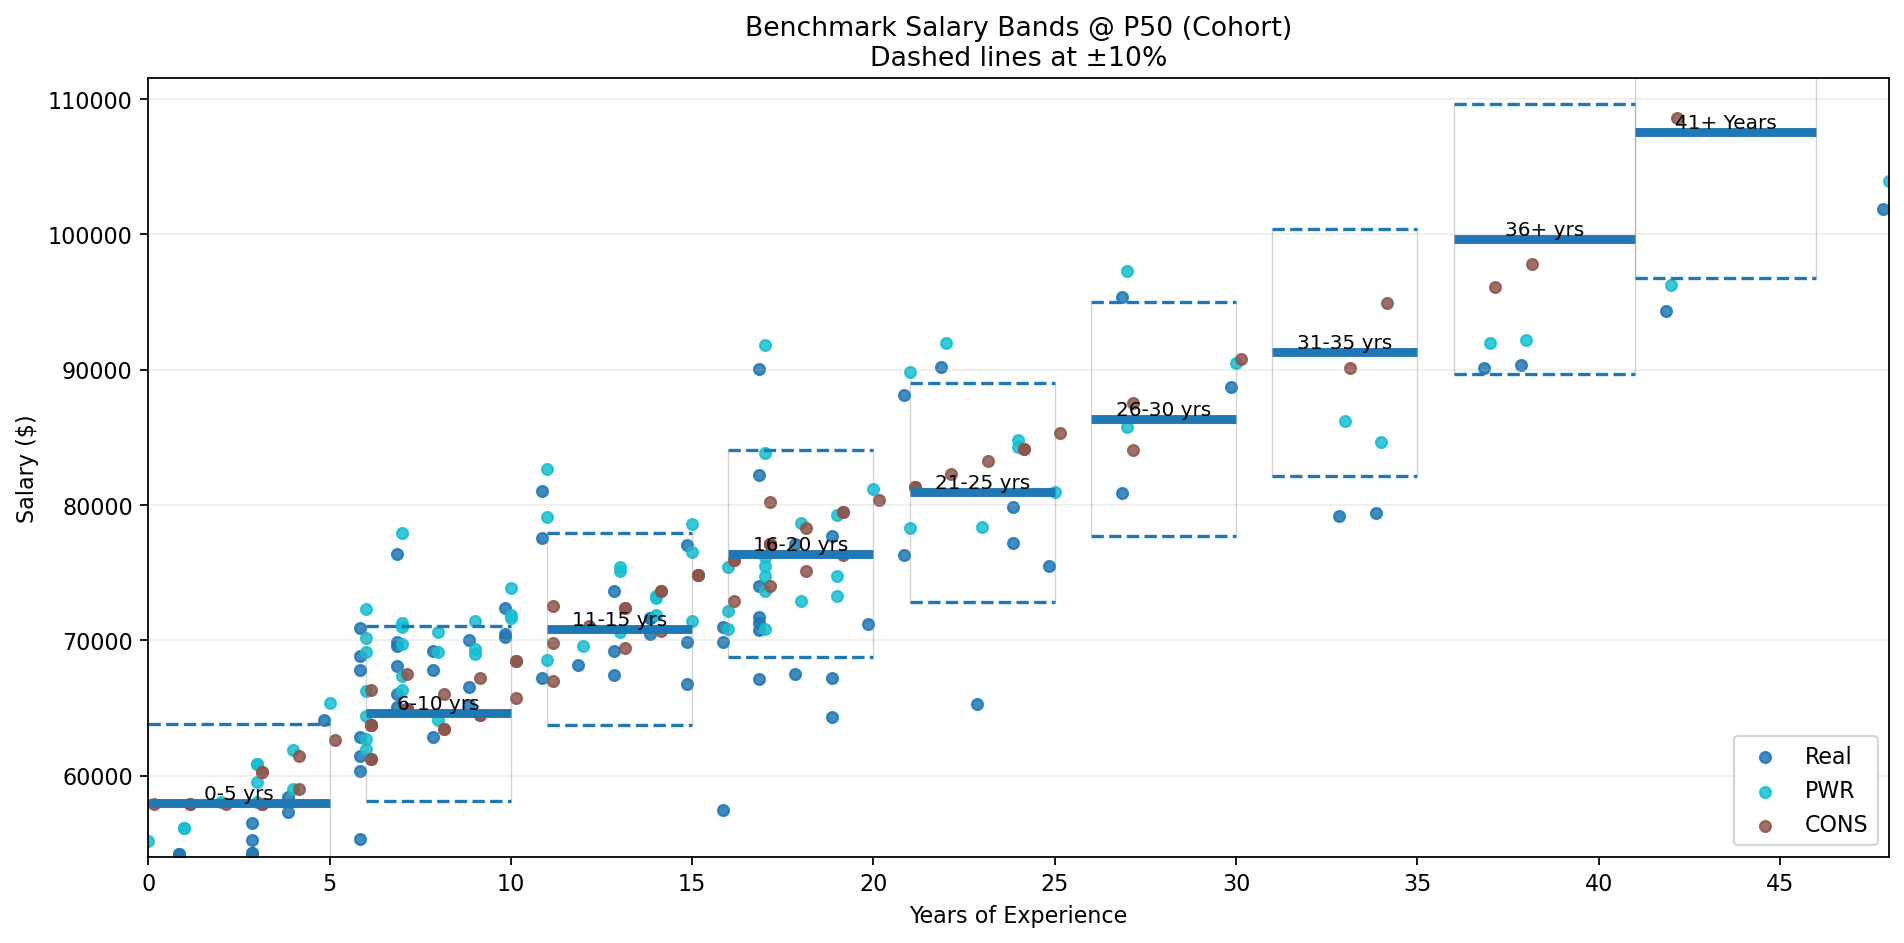 Benchmark Salary Bands @ P50 (Cohort)
Dashed lines at ±10%
Salary ($)
110000
100000
90000
80000
70000
60000
0-5 yrs
6-10 yrs
11-15 yrs
16-20 yrs
21-25 yrs
26-30 yrs
31-35 yrs
36+ yrs
41+ Years
Real
PWR
CONS
0 5 10 15 20 25 30 35 40 45
Years of Experience